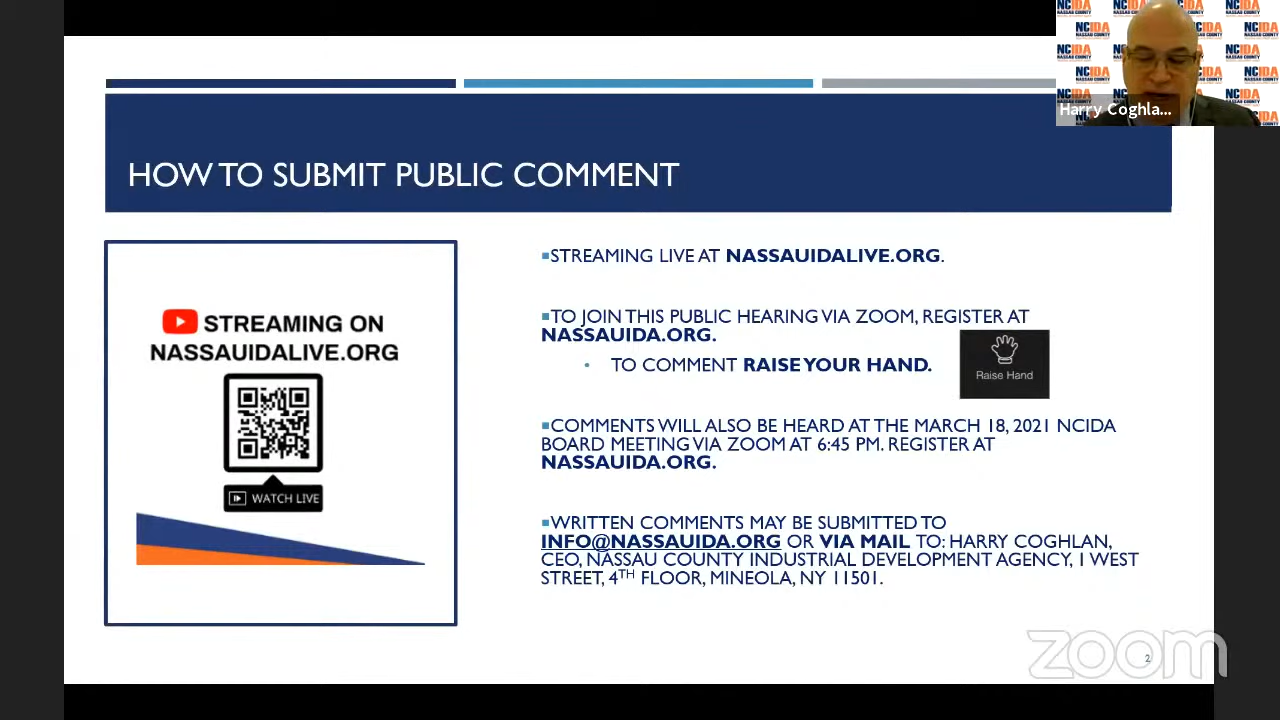 NCIDA
NASSAU COUNTY
Harry Coghla...
HOW TO SUBMIT PUBLIC COMMENT
STREAMING ON
NASSAUIDALIVE.ORG
WATCH LIVE
▪STREAMING LIVE AT NASSAUIDALIVE.ORG.
▪TO JOIN THIS PUBLIC HEARING VIA ZOOM, REGISTER AT
NASSAUIDA.ORG.
• TO COMMENT RAISE YOUR HAND.
Raise Hand
▪COMMENTS WILL ALSO BE HEARD AT THE MARCH 18, 2021 NCIDA
BOARD MEETING VIA ZOOM AT 6:45 PM. REGISTER AT
NASSAUIDA.ORG.
▪WRITTEN COMMENTS MAY BE SUBMITTED TO
INFO@NASSAUIDA.ORG OR VIA MAIL TO: HARRY COGHLAN,
CEO, NASSAU COUNTY INDUSTRIAL DEVELOPMENT AGENCY, 1 WEST
STREET, 4TH FLOOR, MINEOLA, NY 11501.
zoom
2